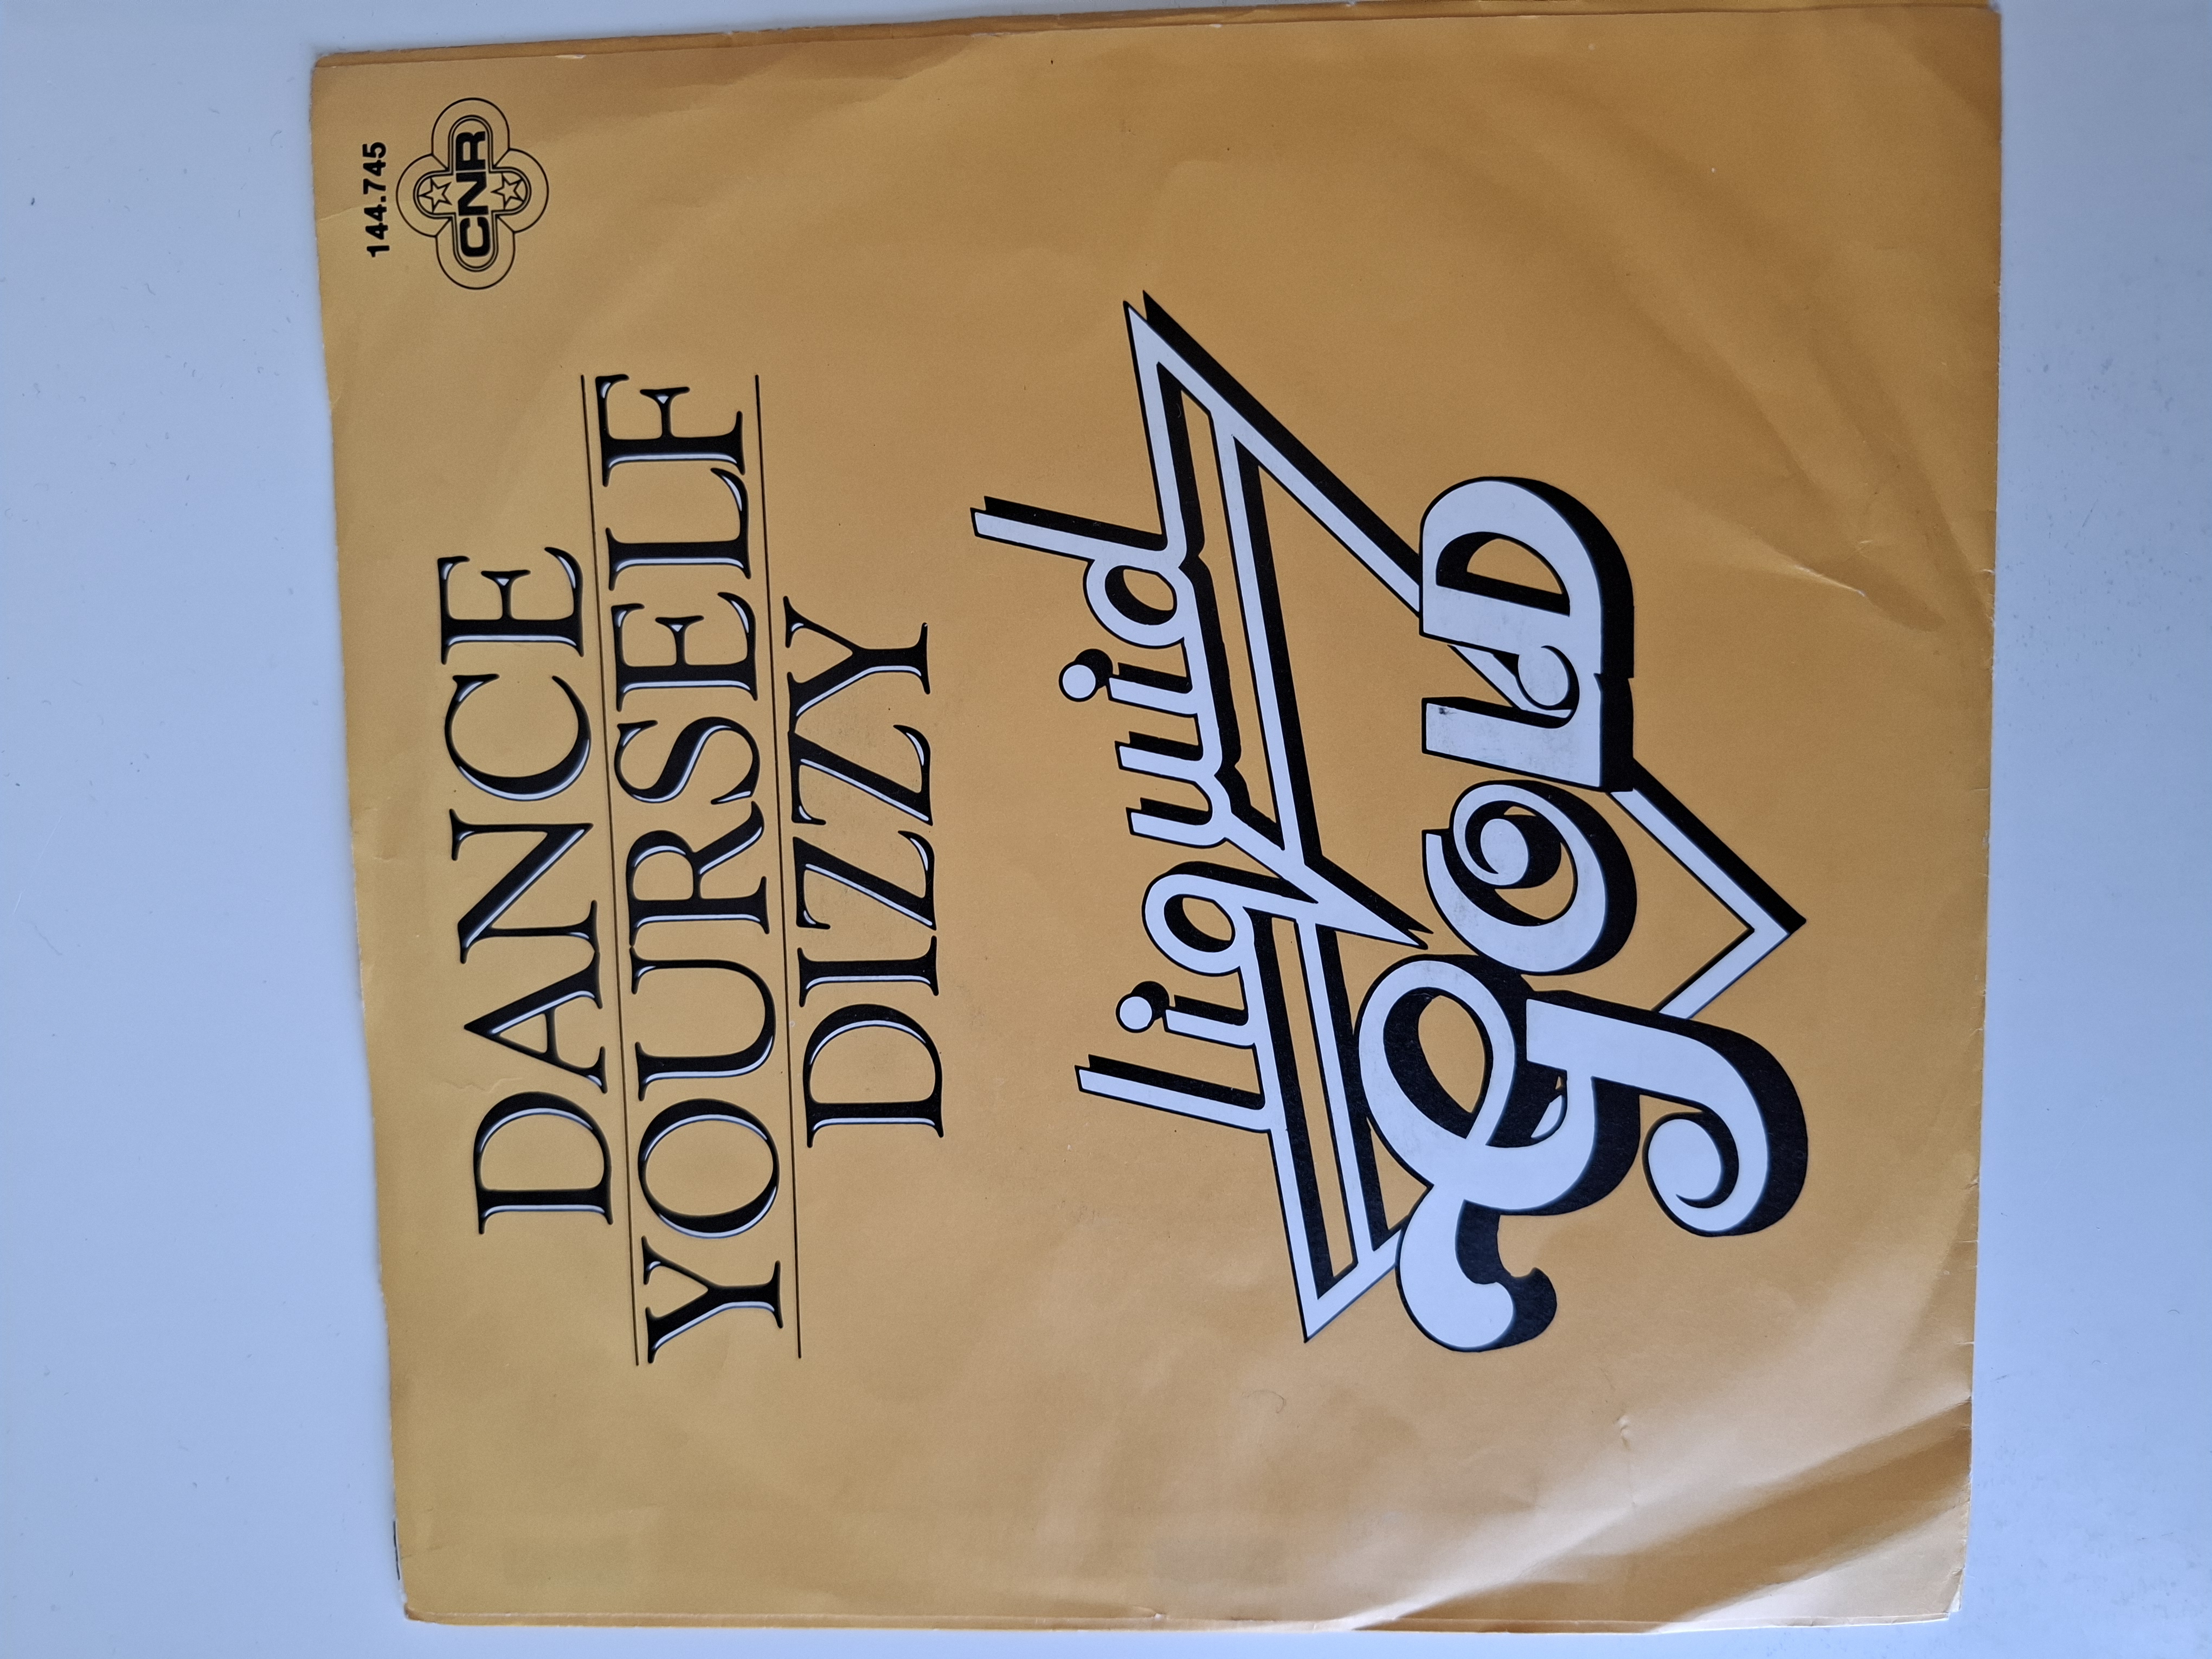 144.745
CNR
DANCE
YOURSELF
DIZZY
liquid
GOLD